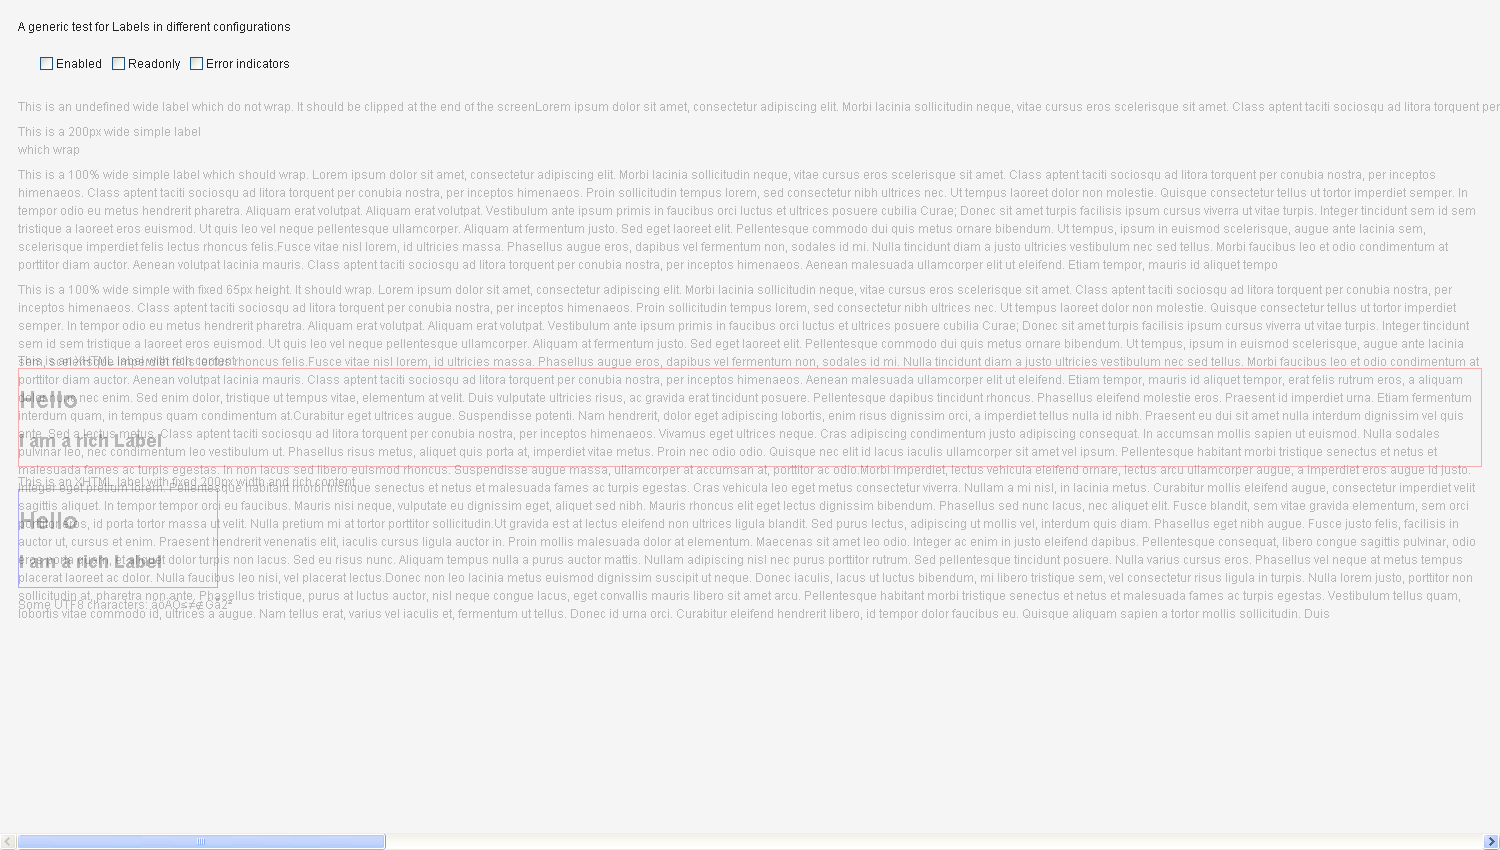 A generic test for Labels in different configurations
Enabled Readonly Error indicators
This is an undefined wide label which do not wrap. It should be clipped at the end of the screenLorem ipsum dolor sit amet, consectetur adipiscing elit. Morbi lacinia sollicitudin neque, vitae cursus eros scelerisque sit amet. Class aptent taciti sociosqu ad litora torquent per
This is a 200px wide simple label
which wrap
This is a 100% wide simple label which should wrap. Lorem ipsum dolor sit amet, consectetur adipiscing elit. Morbi lacinia sollicitudin neque, vitae cursus eros scelerisque sit amet. Class aptent taciti sociosqu ad litora torquent per conubia nostra, per inceptos
himenaeos. Class aptent taciti sociosqu ad litora torquent per conubia nostra, per inceptos himenaeos. Proin sollicitudin tempus lorem, sed consectetur nibh ultrices nec. Ut tempus laoreet dolor non molestie. Quisque consectetur tellus ut tortor imperdiet semper. In
tempor odio eu metus hendrerit pharetra. Aliquam erat volutpat. Aliquam erat volutpat. Vestibulum ante ipsum primis in faucibus orci luctus et ultrices posuere cubilia Curae; Donec sit amet turpis facilisis ipsum cursus viverra ut vitae turpis. Integer tincidunt sem id sem
tristique a laoreet eros euismod. Ut quis leo vel neque pellentesque ullamcorper. Aliquam at fermentum justo. Sed eget laoreet elit. Pellentesque commodo dui quis metus ornare bibendum. Ut tempus, ipsum in euismod scelerisque, augue ante lacinia sem,
scelerisque imperdiet felis lectus rhoncus felis.Fusce vitae nisl lorem, id ultricies massa. Phasellus augue eros, dapibus vel fermentum non, sodales id mi. Nulla tincidunt diam a justo ultricies vestibulum nec sed tellus. Morbi faucibus leo et odio condimentum at
porttitor diam auctor. Aenean volutpat lacinia mauris. Class aptent taciti sociosqu ad litora torquent per conubia nostra, per inceptos himenaeos. Aenean malesuada ullamcorper elit ut eleifend. Etiam tempor, mauris id aliquet tempo
This is a 100% wide simple with fixed 65px height. It should wrap. Lorem ipsum dolor sit amet, consectetur adipiscing elit. Morbi lacinia sollicitudin neque, vitae cursus eros scelerisque sit amet. Class aptent taciti sociosqu ad litora torquent per conubia nostra, per
inceptos himenaeos. Class aptent taciti sociosqu ad litora torquent per conubia nostra, per inceptos himenaeos. Proin sollicitudin tempus lorem, sed consectetur nibh ultrices nec. Ut tempus laoreet dolor non molestie. Quisque consectetur tellus ut tortor imperdiet
semper. In tempor odio eu metus hendrerit pharetra. Aliquam erat volutpat. Aliquam erat volutpat. Vestibulum ante ipsum primis in faucibus orci luctus et ultrices posuere cubilia Curae; Donec sit amet turpis facilisis ipsum cursus viverra ut vitae turpis. Integer tincidunt
sem id sem tristique a laoreet eros euismod. Ut quis leo vel neque pellentesque ullamcorper. Aliquam at fermentum justo. Sed eget laoreet elit. Pellentesque commodo dui quis metus ornare bibendum. Ut tempus, ipsum in euismod scelerisque, augue ante lacinia
sem, scelerisque imperdiet felis lectus rhoncus felis.Fusce vitae nisl lorem, id ultricies massa. Phasellus augue eros, dapibus vel fermentum non, sodales id mi. Nulla tincidunt diam a justo ultricies vestibulum nec sed tellus. Morbi faucibus leo et odio condimentum at
This is an XHTML label with rich content
porttitor diam auctor. Aenean volutpat lacinia mauris. Class aptent taciti sociosqu ad litora torquent per conubia nostra, per inceptos himenaeos. Aenean malesuada ullamcorper elit ut eleifend. Etiam tempor, mauris id aliquet tempor, erat felis rutrum eros, a aliquam
nec enim. Sed enim dolor, tristique ut tempus vitae, elementum at velit. Duis vulputate ultricies risus, ac gravida erat tincidunt posuere. Pellentesque dapibus tincidunt rhoncus. Phasellus eleifend molestie eros. Praesent id imperdiet urna. Etiam fermentum
Hello
interdum quam, in tempus quam condimentum at.Curabitur eget ultrices augue. Suspendisse potenti. Nam hendrerit, dolor eget adipiscing lobortis, enim risus dignissim orci, a imperdiet tellus nulla id nibh. Praesent eu dui sit amet nulla interdum dignissim vel quis
ante. Sed a lectus metus. Class aptent taciti sociosqu ad litora torquent per conubia nostra, per inceptos himenaeos. Vivamus eget ultrices neque. Cras adipiscing condimentum justo adipiscing consequat. In accumsan mollis sapien ut euismod. Nulla sodales
I am a rich Label
pulvinar leo, nec condimentum leo vestibulum ut. Phasellus risus metus, aliquet quis porta at, imperdiet vitae metus. Proin nec odio odio. Quisque nec elit id lacus iaculis ullamcorper sit amet vel ipsum. Pellentesque habitant morbi tristique senectus et netus et
malesuada fames ac turpis egestas. In non lacus sed libero euismod rhoncus. Suspendisse augue massa, ullamcorper at accumsan at, porttitor ac odio.Morbi imperdiet, lectus vehicula eleifend ornare, lectus arcu ullamcorper augue, a imperdiet eros augue id justo.
This is an XHTML label with fixed 200px width and rich content
Integer eget pretium lorem. Pellentesque habitant morbi tristique senectus et netus et malesuada fames ac turpis egestas. Cras vehicula leo eget metus consectetur viverra. Nullam a mi nisl, in lacinia metus. Curabitur mollis eleifend augue, consectetur imperdiet velit
sagittis aliquet. In tempor tempor orci eu faucibus. Mauris nisi neque, vulputate eu dignissim eget, aliquet sed nibh. Mauris rhoncus elit eget lectus dignissim bibendum. Phasellus sed nunc lacus, nec aliquet elit. Fusce blandit, sem vitae gravida elementum, sem orci
Hello
porttitor eros, id porta tortor massa ut velit. Nulla pretium mi at tortor porttitor sollicitudin.Ut gravida est at lectus eleifend non ultrices ligula blandit. Sed purus lectus, adipiscing ut mollis vel, interdum quis diam. Phasellus eget nibh augue. Fusce justo felis, facilisis in
auctor ut, cursus et enim. Praesent hendrerit venenatis elit, iaculis cursus ligula auctor in. Proin mollis malesuada dolor at elementum. Maecenas sit amet leo odio. Integer ac enim in justo eleifend dapibus. Pellentesque consequat, libero congue sagittis pulvinar, odio
eros porta quam, et aliquet dolor turpis non lacus. Sed eu risus nunc. Aliquam tempus nulla a purus auctor mattis. Nullam adipiscing nisl nec purus porttitor rutrum. Sed pellentesque tincidunt posuere. Nulla varius cursus eros. Phasellus vel neque at metus tempus
I am a rich Label
placerat laoreet ac dolor. Nulla faucibus leo nisi, vel placerat lectus.Donec non leo lacinia metus euismod dignissim suscipit ut neque. Donec iaculis, lacus ut luctus bibendum, mi libero tristique sem, vel consectetur risus ligula in turpis. Nulla lorem justo, porttitor non
sollicitudin at, pharetra non ante. Phasellus tristique, purus at luctus auctor, nisl neque congue lacus, eget convallis mauris libero sit amet arcu. Pellentesque habitant morbi tristique senectus et netus et malesuada fames ac turpis egestas. Vestibulum tellus quam,
Some UTF8 characters:
lobortis vitae commodo id, ultrices a augue. Nam tellus erat, varius vel iaculis et, fermentum ut tellus. Donec id urna orci. Curabitur eleifend hendrerit libero, id tempor dolor faucibus eu. Quisque aliquam sapien a tortor mollis sollicitudin. Duis